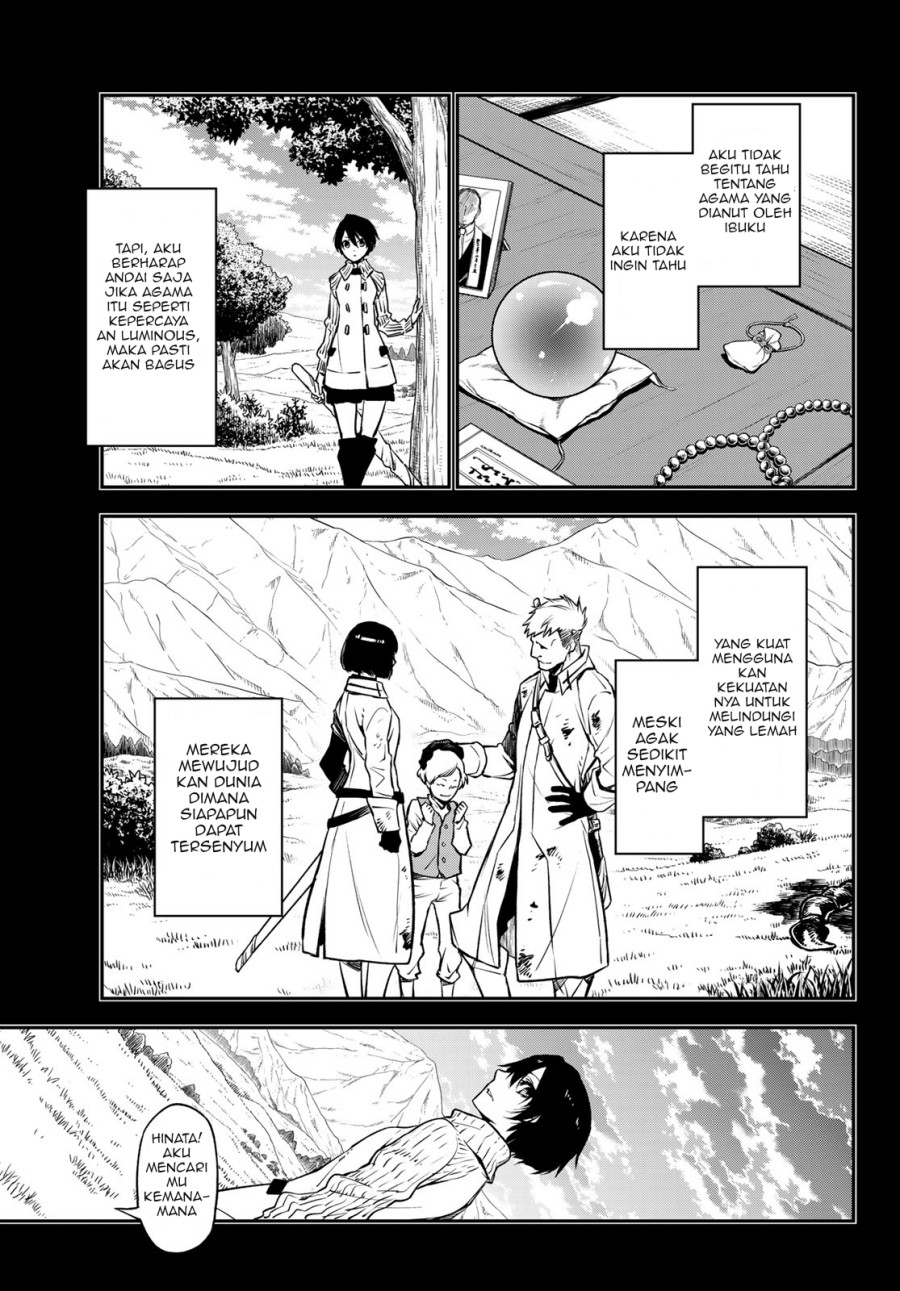 AKU TIDAK
BEGITU TAHU
TENTANG
AGAMA YANG
DIANUT OLEH
IBUKU
KARENA
AKU TIDAK
INGIN TAHU
TAPI, AKU
BERHARAP
ANDAI SAJA
JIKA AGAMA
ITU SEPERTI
KEPERCAYA
AN LUMINOUS,
MAKA PASTI
AKAN BAGUS
YANG KUAT
MENGGUNA
KAN
KEKUATAN
NYA UNTUK
MELINDUNGI
YANG LEMAH
MESKI
AGAK
SEDIKIT
MENYIM-
PANG
MEREKA
MEWUJUD
KAN DUNIA
DIMANA
SIAPAPUN
DAPAT
TERSENYUM
HINATA!
AKU
MENCARI
MU
KEMANA-
MANA